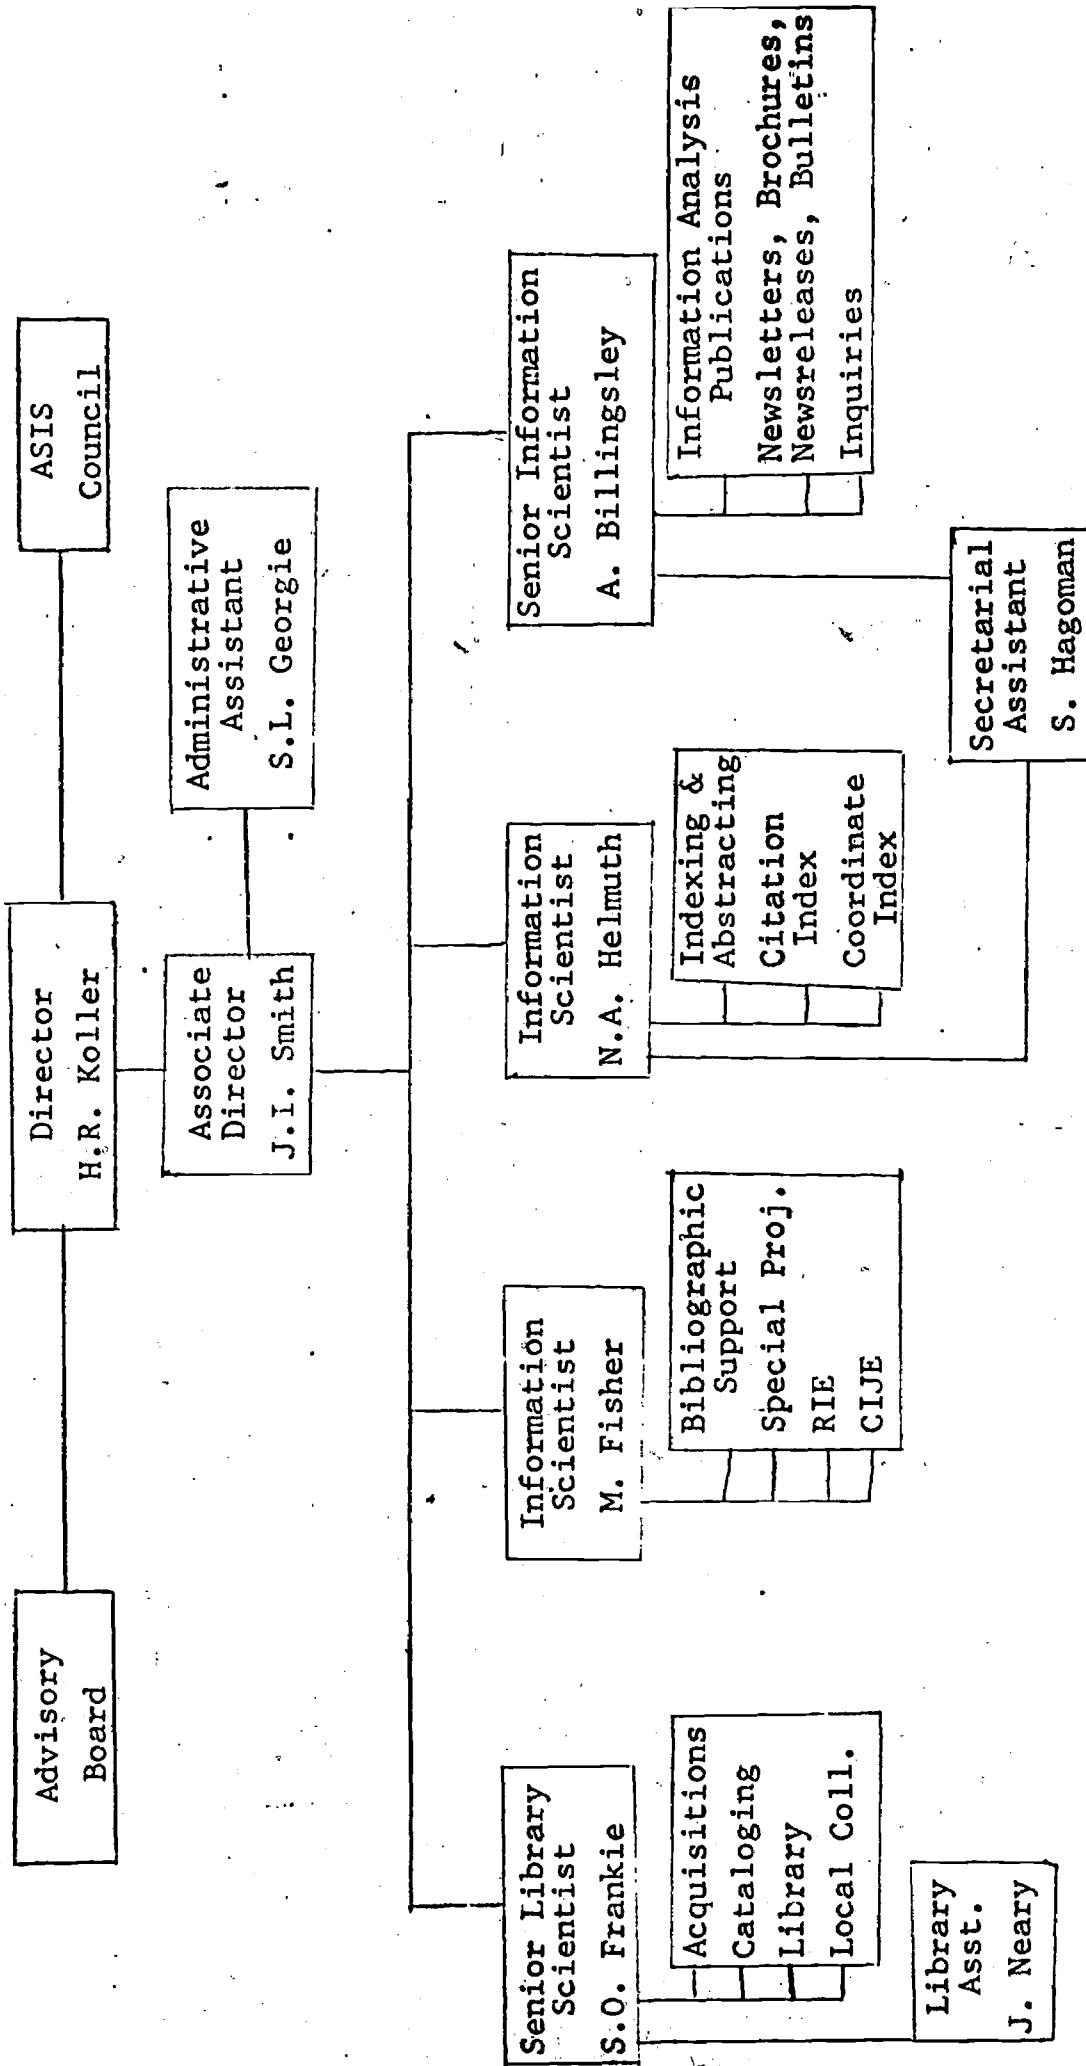 Advisory
Board
Director
H.R. Koller
ASIS
Council
Associate
Director
J.I. Smith
Administrative
Assistant
S.L. Georgie
Senior Library
Scientist
S.O. Frankie
Acquisitions
Cataloging
Library
Local Coll.
Library
Asst.
J. Neary
Information
Scientist
M. Fisher
Bibliographic
Support
Special Proj.
RIE
CIJE
Information
Scientist
N.A. Helmuth
Indexing &
Abstracting
Citation
Index
Coordinate
Index
Senior Information
Scientist
A. Billingsley
Information Analysis
Publications
Newsletters, Brochures,
Newsreleases, Bulletins
Inquiries
Secretarial
Assistant
S. Hagoman